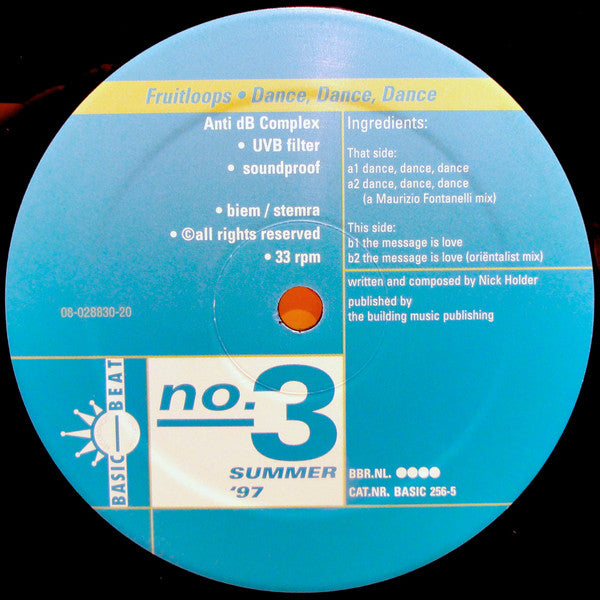 Fruitloops • Dance, Dance, Dance
Anti dB Complex
• UVB filter
• soundproof
• biem / stemra
• ©all rights reserved
• 33 rpm
Ingredients:
That side:
a1 dance, dance, dance
a2 dance, dance, dance
(a Maurizio Fontanelli mix)
This side:
b1 the message is love
b2 the message is love (oriëntalist mix)
written and composed by Nick Holder
published by
the building music publishing
08-028830-20
BASIC BEAT
no.3
SUMMER
'97
BBR.NL.
CAT.NR. BASIC 256-5